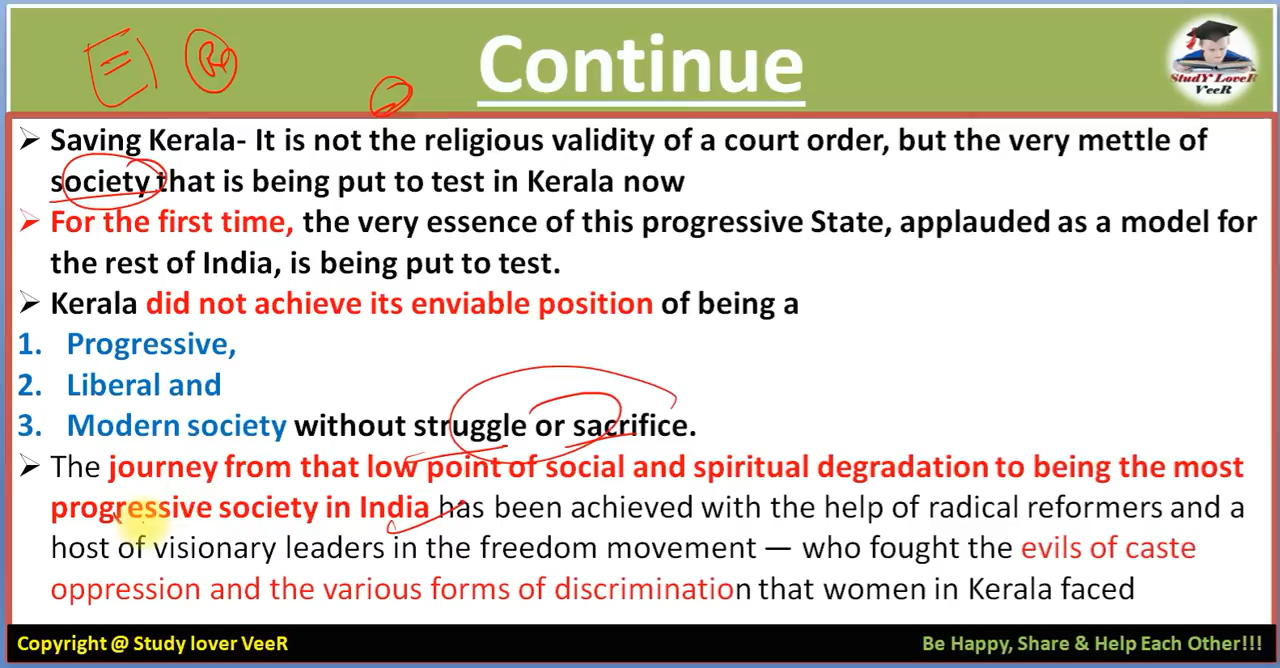 Continue
StudY LoveR
VeeR
Saving Kerala- It is not the religious validity of a court order, but the very mettle of
society that is being put to test in Kerala now
For the first time, the very essence of this progressive State, applauded as a model for
the rest of India, is being put to test.
Kerala did not achieve its enviable position of being a
1. Progressive,
2. Liberal and
3. Modern society without struggle or sacrifice.
The journey from that low point of social and spiritual degradation to being the most
progressive society in India has been achieved with the help of radical reformers and a
host of visionary leaders in the freedom movement — who fought the evils of caste
oppression and the various forms of discrimination that women in Kerala faced
Copyright @ Study lover VeeR
Be Happy, Share & Help Each Other!!!